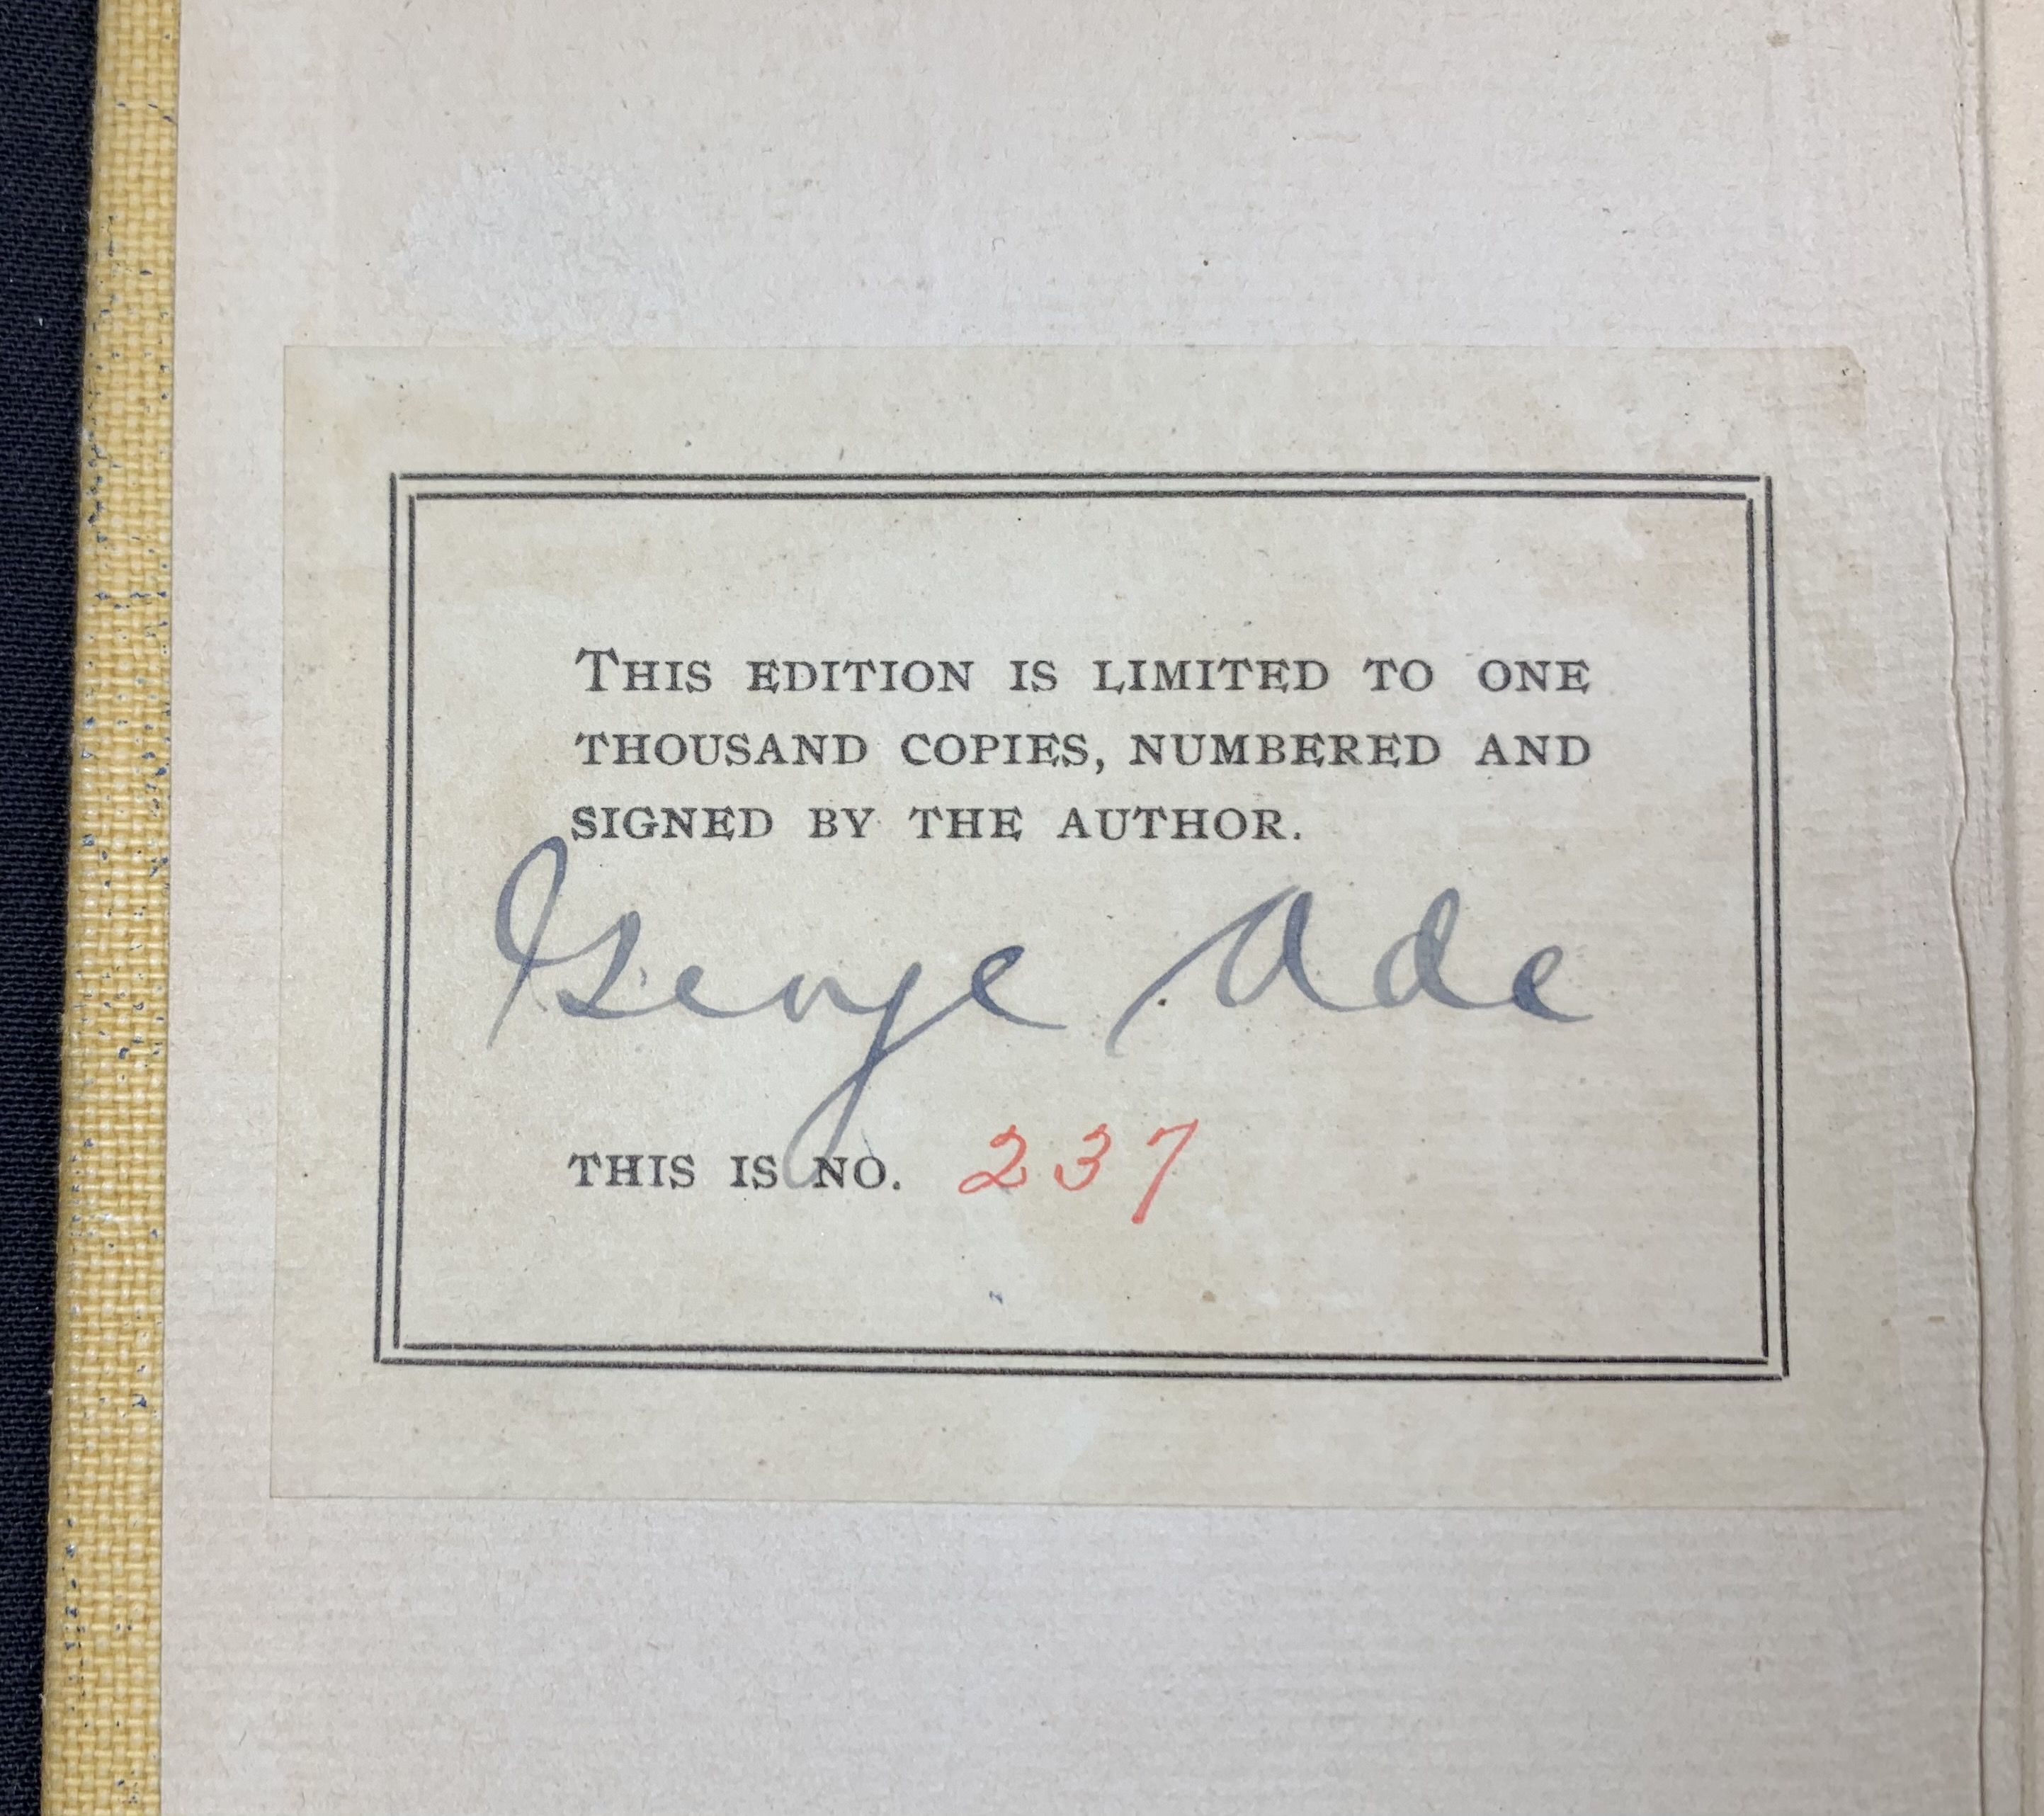 THIS EDITION IS LIMITED TO ONE
THOUSAND COPIES, NUMBERED AND
SIGNED BY THE AUTHOR.
George Ade
THIS IS NO. 237